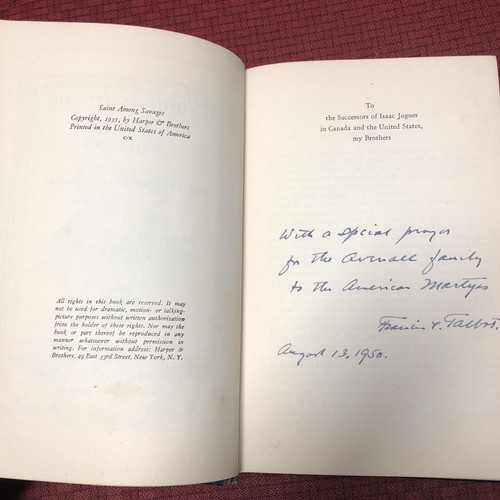 Saint Among Savages
Copyright, 1935, by Harper & Brothers
Printed in the United States of America
C-X
All rights in this book are reserved. It may
not be used for dramatic, motion- or talking-
picture purposes without written authorization
from the holder of these rights. Nor may the
book or part thereof be reproduced in any
manner whatsoever without permission in
writing. For information address: Harper &
Brothers, 49 East 33rd Street, New York, N. Y.
To
the Successors of Isaac Jogues
in Canada and the United States,
my Brothers
With a special prayer
for the Averall family
to the American Martyrs
Francis X. Talbot.
August 13, 1950.